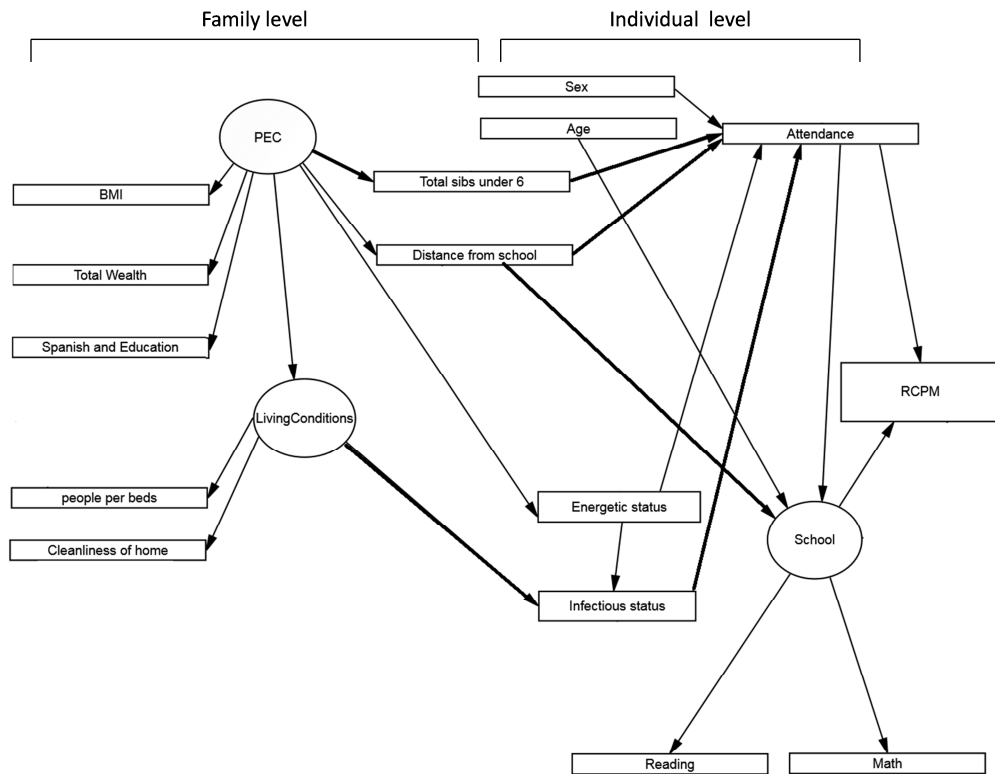 Family level
Individual level
Sex
Age
Attendance
PEC
Total sibs under 6
BMI
Distance from school
Total Wealth
Spanish and Education
RCPM
LivingConditions
people per beds
Energetic status
School
Cleanliness of home
Infectious status
Reading
Math